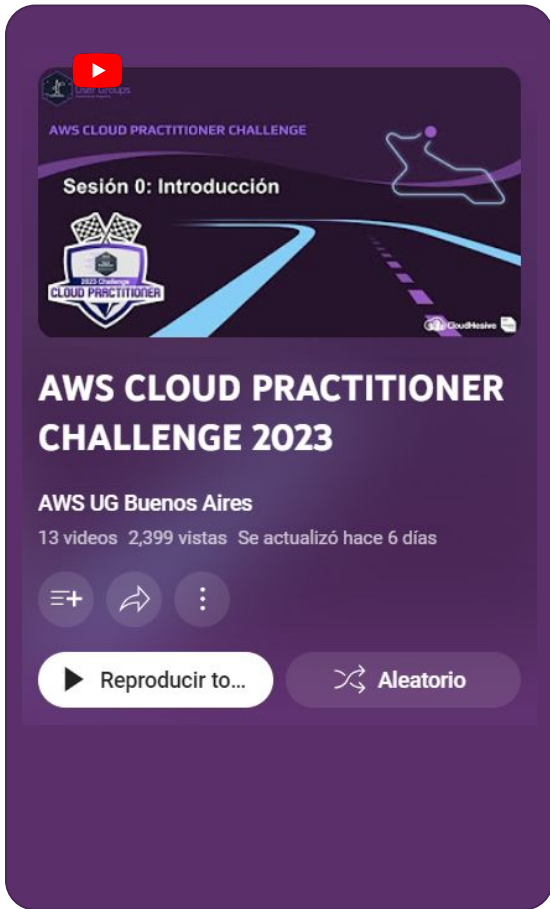 User Groups
AWS CLOUD PRACTITIONER CHALLENGE
Sesión 0: Introducción
2023 Challenge
CLOUD PRACTITIONER
CloudHesive
AWS CLOUD PRACTITIONER
CHALLENGE 2023
AWS UG Buenos Aires
13 videos 2,399 vistas Se actualizó hace 6 días
Reproducir to...
Aleatorio